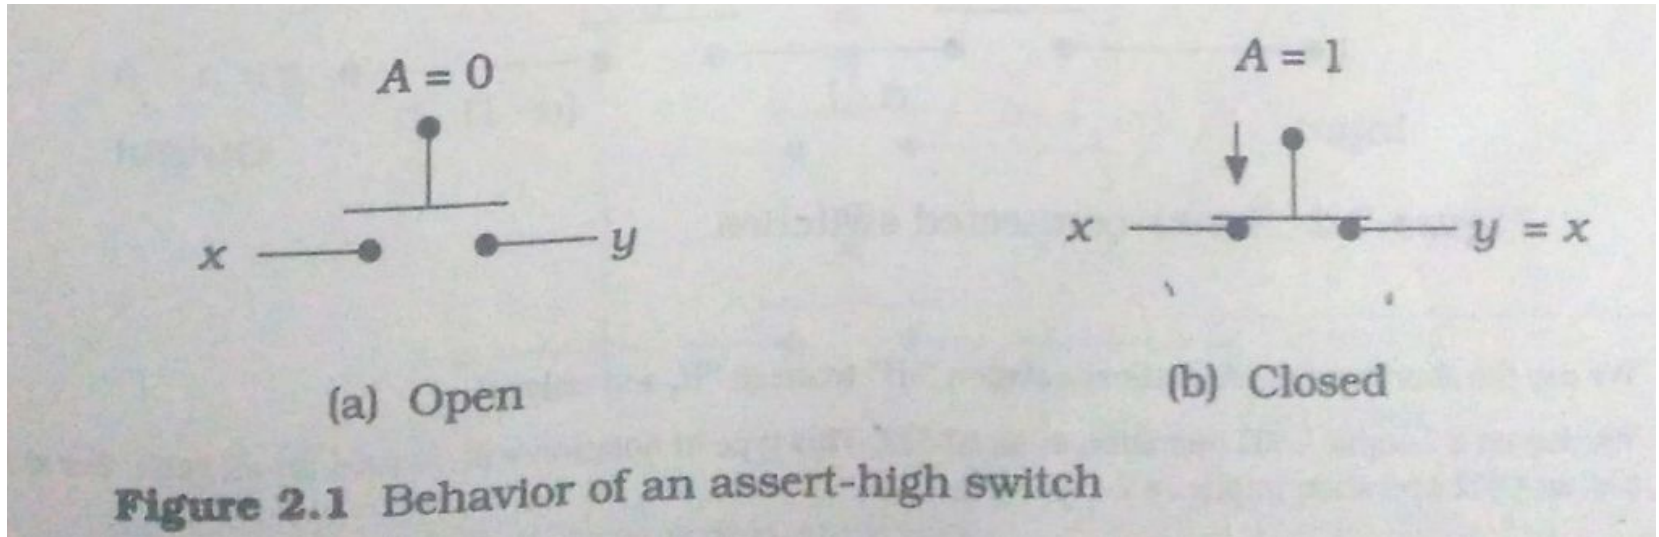 A = 0
A = 1
x
y
x
y = x
(a) Open
(b) Closed
Figure 2.1 Behavior of an assert-high switch